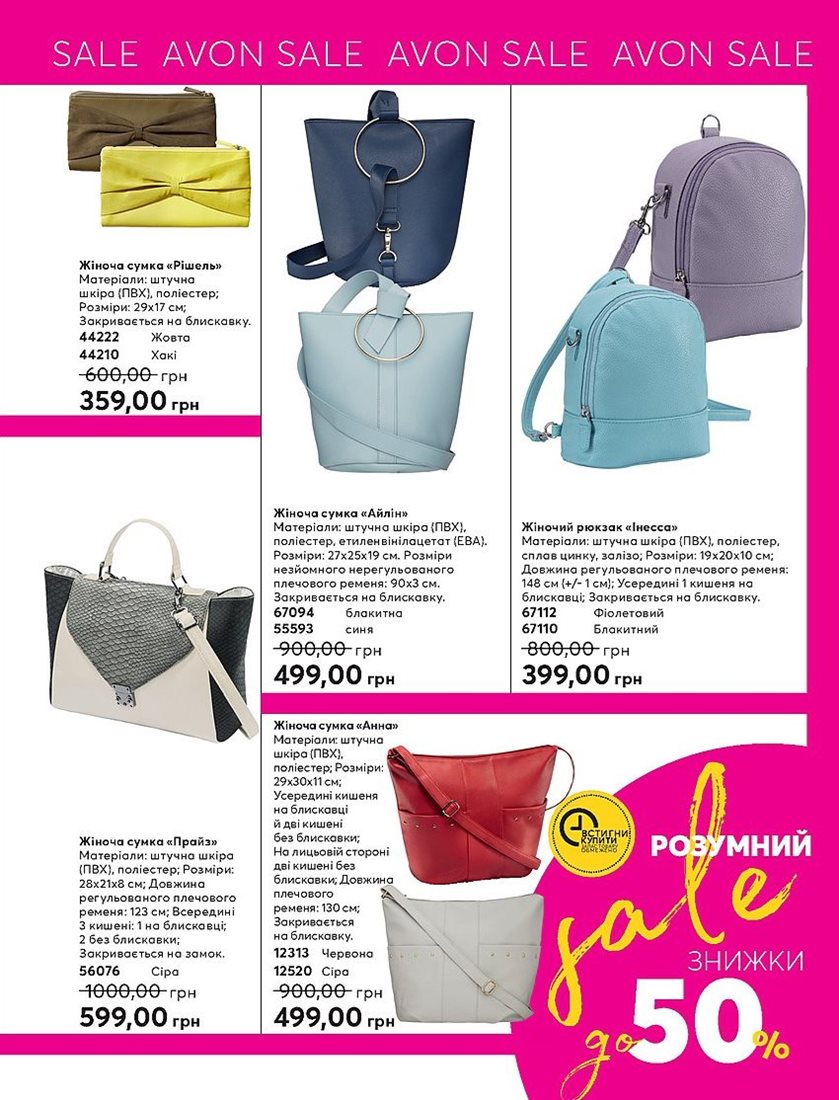 SALE AVON SALE AVON SALE AVON SALE
Жіноча сумка «Рішель»
Матеріали: штучна
шкіра (ПВХ), поліестер;
Розміри: 29х17 см;
Закривається на блискавку.
44222 Жовта
44210 Хакі
600,00 грн
359,00 грн
Жіноча сумка «Айлін»
Матеріали: штучна шкіра (ПВХ),
поліестер, етиленвінілацетат (ЕВА).
Розміри: 27х25х19 см. Розміри
незйомного нерегульованого
плечового ременя: 90х3 см.
Закривається на блискавку.
67094 блакитна
55593 синя
900,00 грн
499,00 грн
Жіночий рюкзак «Інесса»
Матеріали: штучна шкіра (ПВХ), поліестер,
сплав цинку, залізо; Розміри: 19х20х10 см;
Довжина регульованого плечового ременя:
148 см (+/- 1 см); Усередині 1 кишеня на
блискавці; Закривається на блискавку.
67112 Фіолетовий
67110 Блакитний
800,00 грн
399,00 грн
Жіноча сумка «Прайз»
Матеріали: штучна шкіра
(ПВХ), поліестер; Розміри:
28х21х8 см; Довжина
регульованого плечового
ременя: 123 см; Всередині
3 кишені: 1 на блискавці;
2 без блискавки;
Закривається на замок.
56076 Сіра
1000,00 грн
599,00 грн
Жіноча сумка «Анна»
Матеріали: штучна
шкіра (ПВХ),
поліестер; Розміри:
29х30х11 см;
Усередині кишеня
на блискавці
й дві кишені
без блискавки;
На лицьовій стороні
дві кишені без
блискавки; Довжина
плечового
ременя: 130 см;
Закривається
на блискавку.
12313 Червона
12520 Сіра
900,00 грн
499,00 грн
ВСТИГНИ
КУПИТИ
ОБМЕЖЕНО
РОЗУМНИЙ
sale
ЗНИЖКИ
до 50%